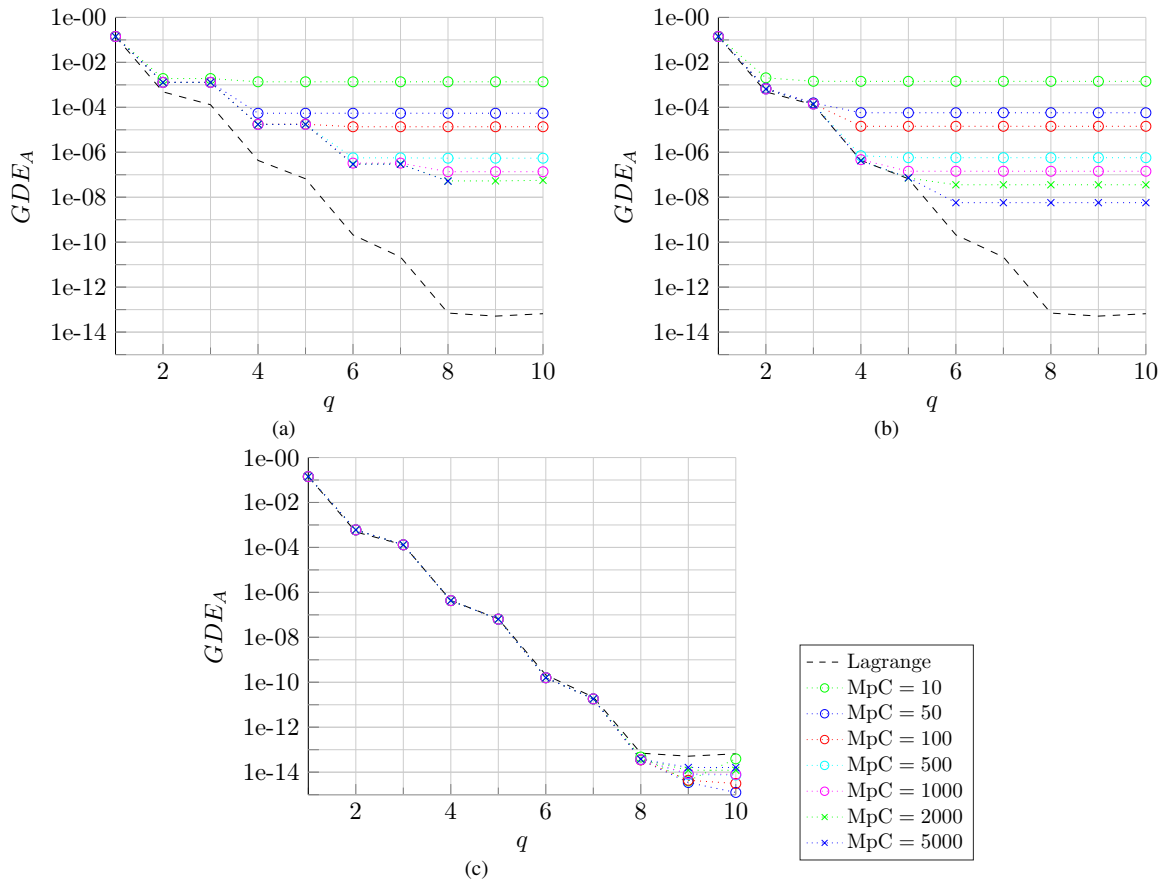 1e-00
1e-02
1e-04
1e-06
1e-08
1e-10
1e-12
1e-14
GDE_A
2
4
6
8
10
q
(a)
1e-00
1e-02
1e-04
1e-06
1e-08
1e-10
1e-12
1e-14
GDE_A
2
4
6
8
10
q
(b)
1e-00
1e-02
1e-04
1e-06
1e-08
1e-10
1e-12
1e-14
GDE_A
2
4
6
8
10
q
(c)
Lagrange
MpC = 10
MpC = 50
MpC = 100
MpC = 500
MpC = 1000
MpC = 2000
MpC = 5000